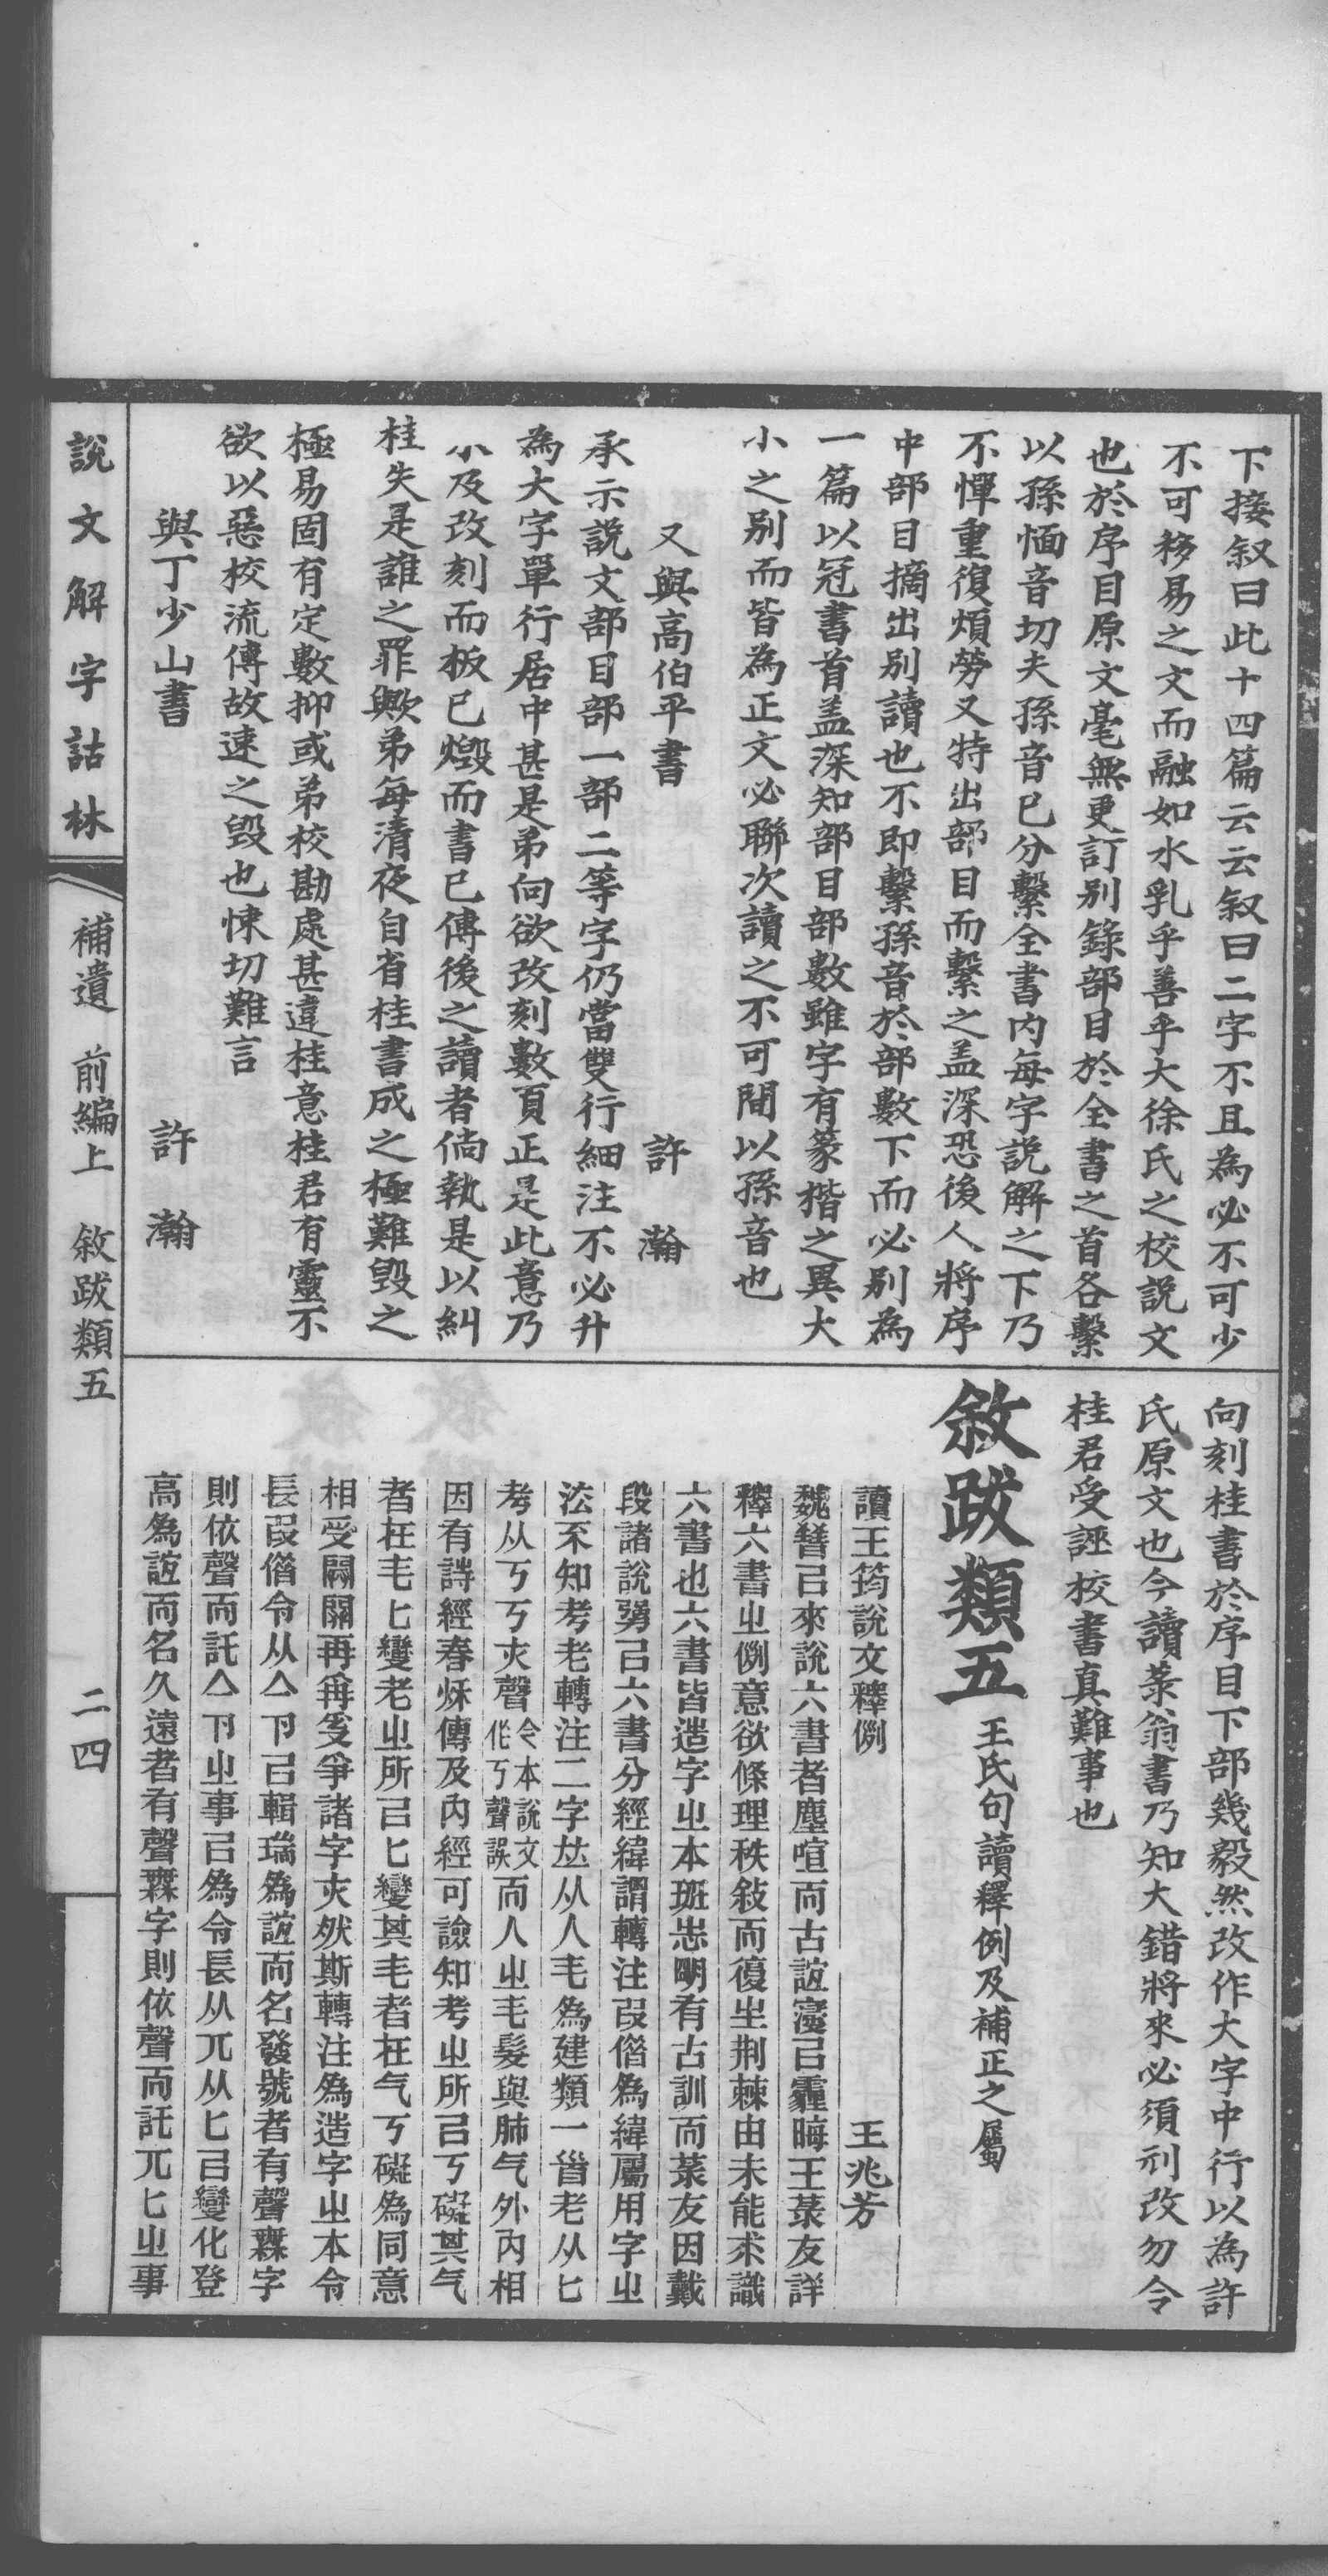 下接叙曰此十四篇云云叙曰二字不且為必不可少
不可移易之文而融如水乳乎善乎大徐氏之校說文
也於序目原文毫無更訂別錄部目於全書之首各繫
以孫愐音切夫孫音已分繫全書内每字説解之下乃
不憚重復煩勞又特出部目而繫之盖深恐後人將序
中部目摘出別讀也不即繫孫音於部數下而必別為
一篇以冠書首盖深知部目部數雖字有篆楷之異大
小之別而皆為正文必聯次讀之不可間以孫音也
又與高伯平書 許瀚
承示說文部目部一部二等字仍當雙行細注不必升
為大字單行居中甚是弟向欲改刻數頁正是此意乃
不及改刻而板已燬而書已傳後之讀者倘執是以糾
桂失是誰之罪歟弟每清夜自省桂書成之極難毀之
極易固有定數抑或弟校勘處甚違桂意桂君有靈不
欲以惡校流傳故速之毀也悚切難言
與丁少山書 許瀚
向刻桂書於序目下部幾毅然改作大字中行以為許
氏原文也今讀菉翁書乃知大錯將來必須刓改勿令
桂君受誣校書真難事也
敘跋類五 王氏句讀釋例及補正之屬
讀王筠說文釋例 王兆芳
魏晉㠯來說六書者塵喧而古誼寖㠯霾晦王菉友詳
釋六書㞢例意欲條理秩敍而復生荆棘由未能釆識
六書也六書皆造字㞢本班志朙有古訓而菉友因戴
段諸說彊㠯六書分經緯謂轉注叚借為緯屬用字㞢
法不知考老轉注二字竝从人毛為建類一首老从匕
考从丂丂亦聲今本說文作丂聲誤而人㞢毛髮與肺气外內相
因有詩經春秌傳及內經可諗知考㞢所㠯丂礙其气
者在毛匕變老㞢所㠯匕變其毛者在气丂礙為同意
相受闗關再再爭諸字亦然斯轉注為造字㞢本令
長叚借令从亼卪㠯輯瑞為誼而名發號者有聲無字
則依聲而託亼卪㞢事㠯為令長从兀从匕㠯變化登
高為誼而名久遠者有聲無字則依聲而託兀匕㞢事
說文解字詁林 補遺 前編上 敘跋類五 二四